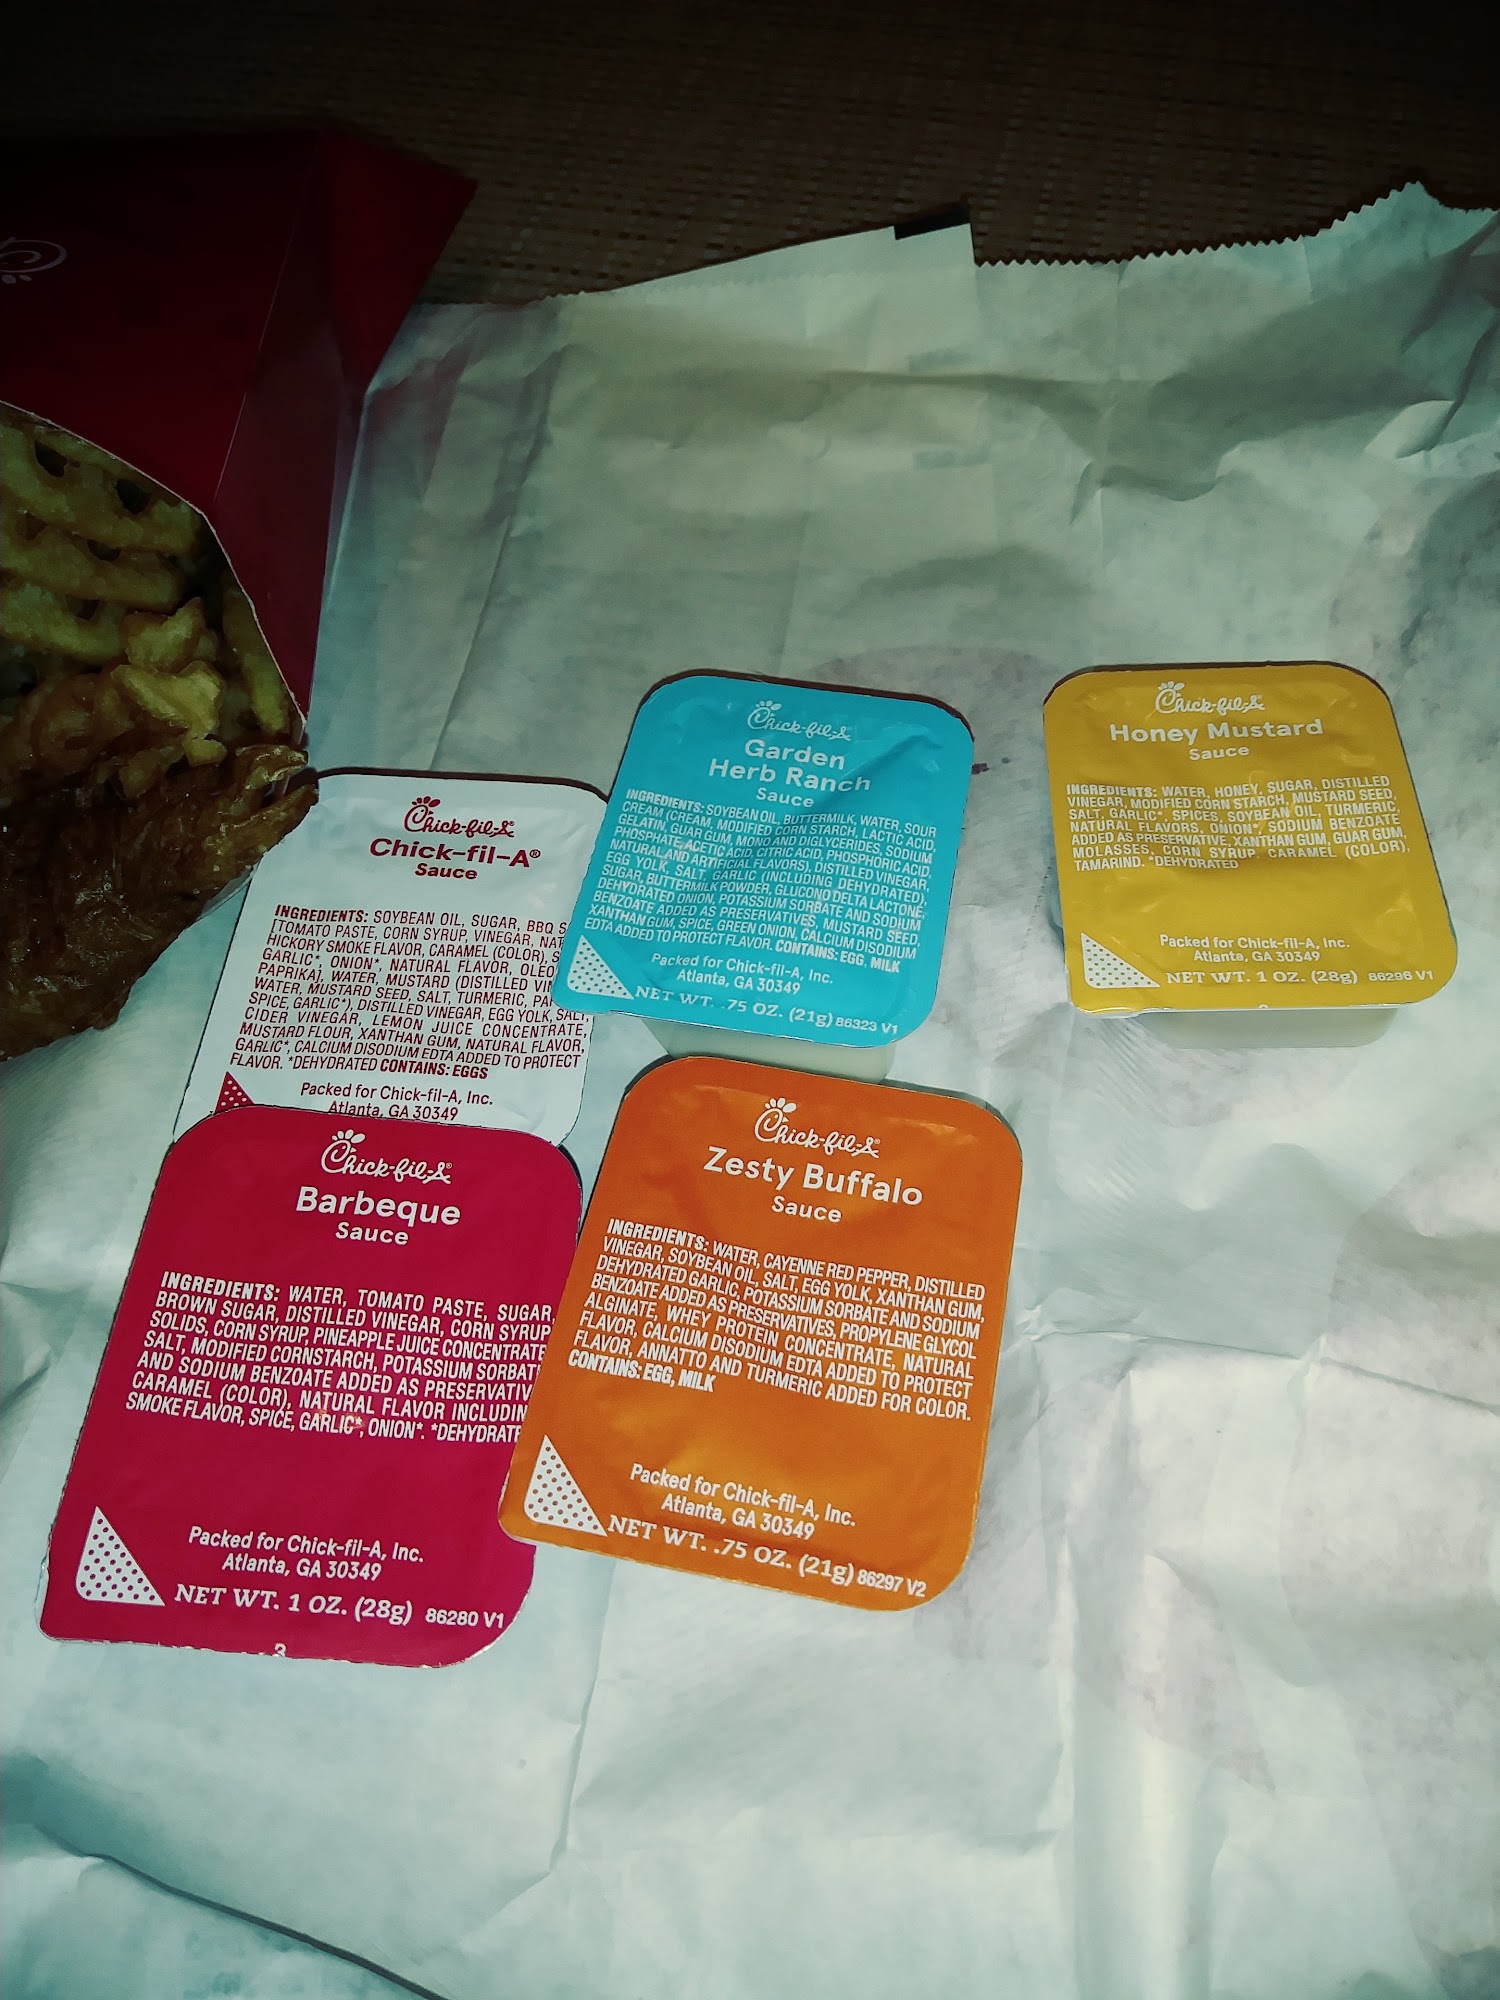 Chick-fil-A®
Garden
Herb Ranch
Sauce
INGREDIENTS: SOYBEAN OIL, BUTTERMILK, WATER, SOUR
CREAM (CREAM, MODIFIED CORN STARCH, LACTIC ACID,
GELATIN, GUAR GUM, MONO AND DIGLYCERIDES, SODIUM
PHOSPHATE, ACETIC ACID, CITRIC ACID, PHOSPHORIC ACID,
NATURAL AND ARTIFICIAL FLAVORS), DISTILLED VINEGAR,
EGG YOLK, SALT, GARLIC (INCLUDING DEHYDRATED),
SUGAR, BUTTERMILK POWDER, GLUCONO DELTA LACTONE,
DEHYDRATED ONION, POTASSIUM SORBATE AND SODIUM
BENZOATE ADDED AS PRESERVATIVES, MUSTARD SEED,
XANTHAN GUM, SPICE, GREEN ONION, CALCIUM DISODIUM
EDTA ADDED TO PROTECT FLAVOR. CONTAINS: EGG, MILK
Packed for Chick-fil-A, Inc.
Atlanta, GA 30349
NET WT. .75 OZ. (21g) 86323 V1
Chick-fil-A®
Honey Mustard
Sauce
INGREDIENTS: WATER, HONEY, SUGAR, DISTILLED
VINEGAR, MODIFIED CORN STARCH, MUSTARD SEED,
SALT, GARLIC*, SPICES, SOYBEAN OIL, TURMERIC,
NATURAL FLAVORS, ONION*, SODIUM BENZOATE
ADDED AS PRESERVATIVE, XANTHAN GUM, GUAR GUM,
MOLASSES, CORN SYRUP, CARAMEL (COLOR),
TAMARIND. *DEHYDRATED
Packed for Chick-fil-A, Inc.
Atlanta, GA 30349
NET WT. 1 OZ. (28g) 86296 V1
Chick-fil-A®
Chick-fil-A®
Sauce
INGREDIENTS: SOYBEAN OIL, SUGAR, BBQ
[TOMATO PASTE, CORN SYRUP, VINEGAR,
HICKORY SMOKE FLAVOR, CARAMEL (COLOR),
GARLIC*, ONION*, NATURAL FLAVOR,
PAPRIKA], WATER, MUSTARD (DISTILLED
WATER, MUSTARD SEED, SALT, TURMERIC,
SPICE, GARLIC*), DISTILLED VINEGAR, EGG YOLK, SALT,
CIDER VINEGAR, LEMON JUICE CONCENTRATE,
MUSTARD FLOUR, XANTHAN GUM, NATURAL FLAVOR,
GARLIC*, CALCIUM DISODIUM EDTA ADDED TO PROTECT
FLAVOR. *DEHYDRATED CONTAINS: EGGS
Packed for Chick-fil-A, Inc.
Atlanta, GA 30349
Chick-fil-A®
Barbeque
Sauce
INGREDIENTS: WATER, TOMATO PASTE, SUGAR,
BROWN SUGAR, DISTILLED VINEGAR, CORN SYRUP
SOLIDS, CORN SYRUP, PINEAPPLE JUICE CONCENTRATE
SALT, MODIFIED CORNSTARCH, POTASSIUM SORBAT
AND SODIUM BENZOATE ADDED AS PRESERVATIV
CARAMEL (COLOR), NATURAL FLAVOR INCLUDIN
SMOKE FLAVOR, SPICE, GARLIC*, ONION*. *DEHYDRATE
Packed for Chick-fil-A, Inc.
Atlanta, GA 30349
NET WT. 1 OZ. (28g) 86280 V1
Chick-fil-A®
Zesty Buffalo
Sauce
INGREDIENTS: WATER, CAYENNE RED PEPPER, DISTILLED
VINEGAR, SOYBEAN OIL, SALT, EGG YOLK, XANTHAN GUM,
DEHYDRATED GARLIC, POTASSIUM SORBATE AND SODIUM
BENZOATE ADDED AS PRESERVATIVES, PROPYLENE GLYCOL
ALGINATE, WHEY PROTEIN CONCENTRATE, NATURAL
FLAVOR, CALCIUM DISODIUM EDTA ADDED TO PROTECT
FLAVOR, ANNATTO AND TURMERIC ADDED FOR COLOR.
CONTAINS: EGG, MILK
Packed for Chick-fil-A, Inc.
Atlanta, GA 30349
NET WT. .75 OZ. (21g) 86297 V2